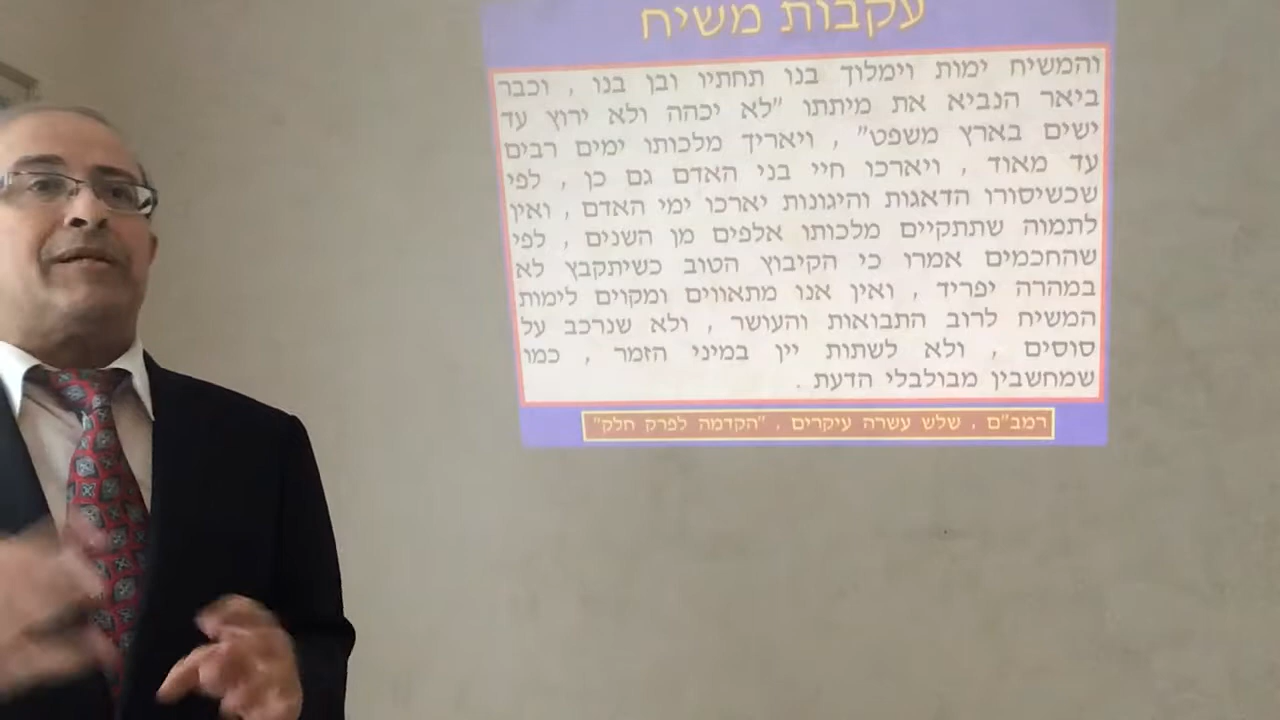 עקבות משיח
והמשיח ימות וימלוך בנו תחתיו ובן בנו , וכבר
ביאר הנביא את מיתתו "לא יכהה ולא ירוץ עד
ישים בארץ משפט" , ויאריך מלכותו ימים רבים
עד מאוד , ויארכו חיי בני האדם גם כן , לפי
שכשיסורו הדאגות והיגונות יארכו ימי האדם , ואין
לתמוה שתתקיים מלכותו אלפים מן השנים , לפי
שהחכמים אמרו כי הקיבוץ הטוב כשיתקבץ לא
במהרה יפריד , ואין אנו מתאווים ומקוים לימות
המשיח לרוב התבואות והעושר , ולא שנרכב על
סוסים , ולא לשתות יין במיני הזמר , כמו
שמחשבין מבולבלי הדעת .
רמב"ם , שלש עשרה עיקרים , "הקדמה לפרק חלק"